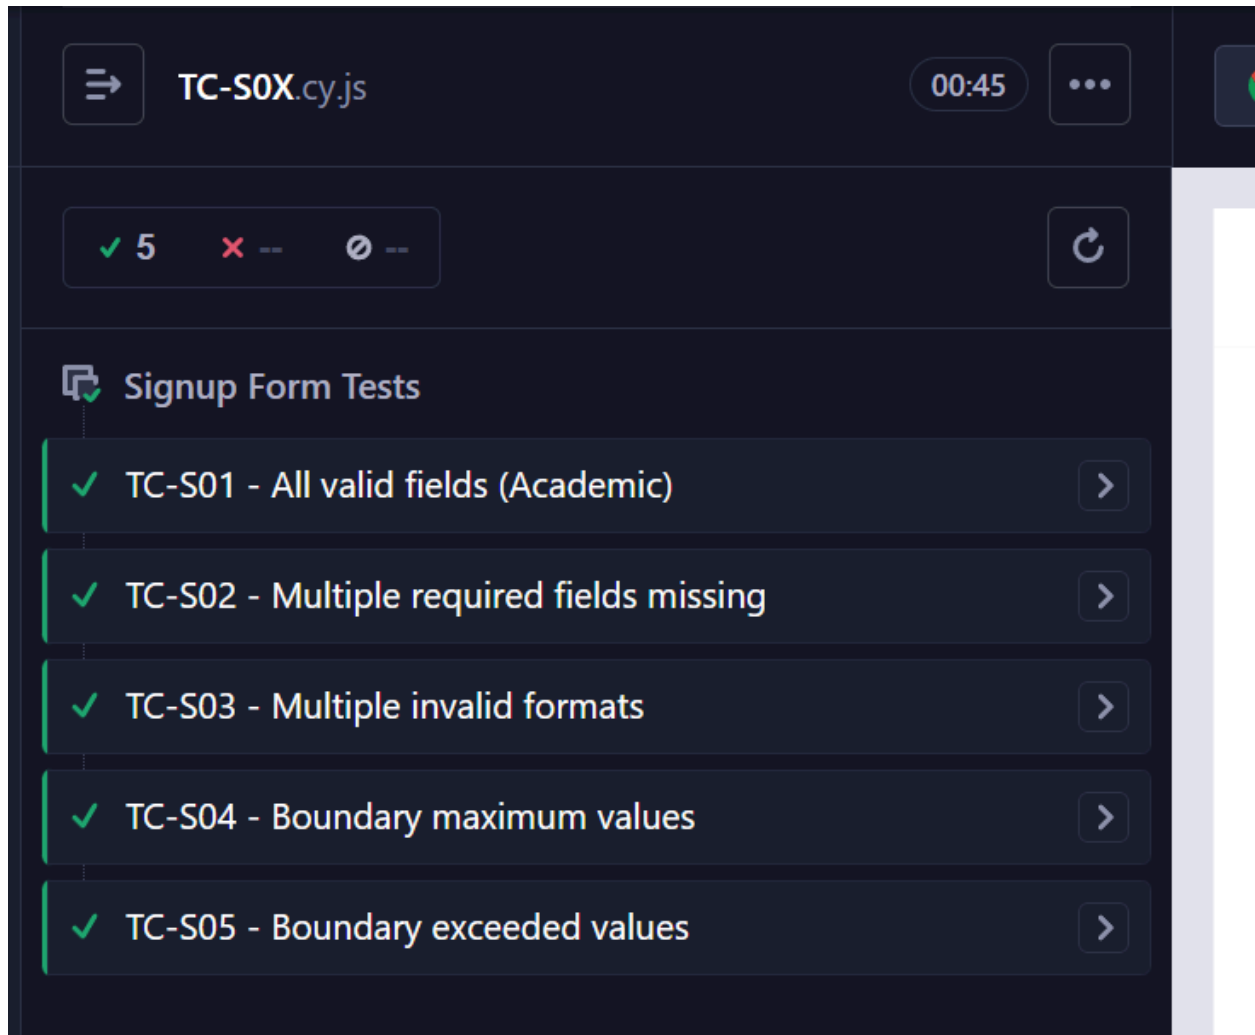 TC-S0X.cy.js 00:45 •••
5 -- --
Signup Form Tests
TC-S01 - All valid fields (Academic)
TC-S02 - Multiple required fields missing
TC-S03 - Multiple invalid formats
TC-S04 - Boundary maximum values
TC-S05 - Boundary exceeded values